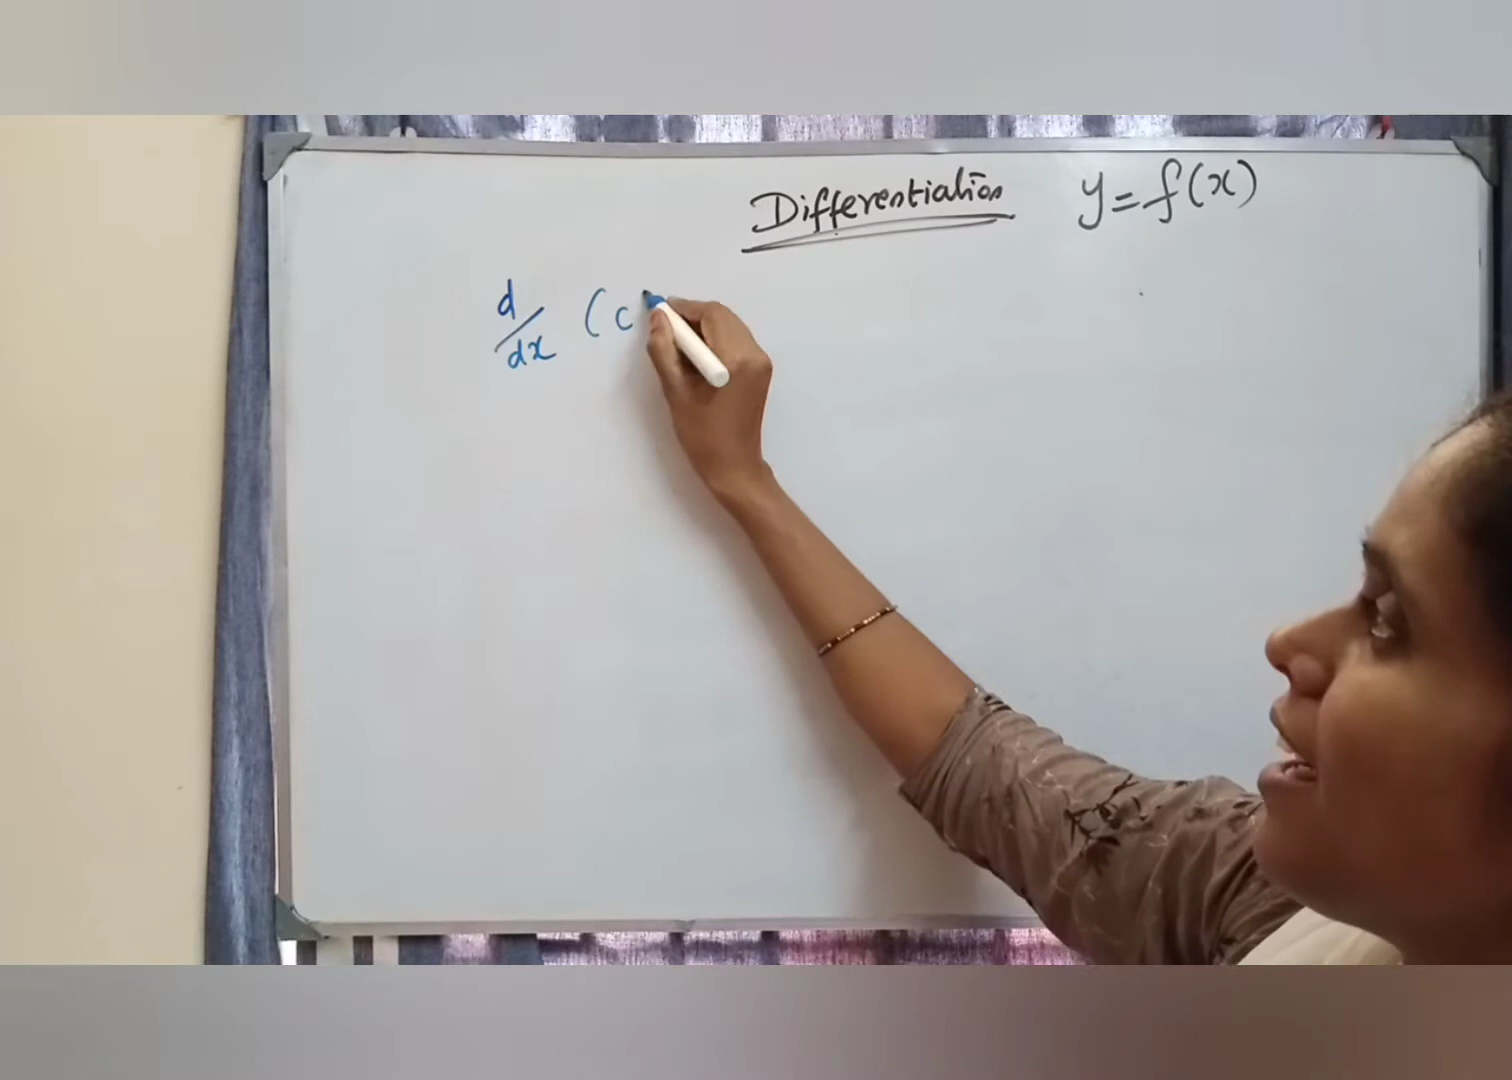 Differentiation y = f(x)
d/dx (c